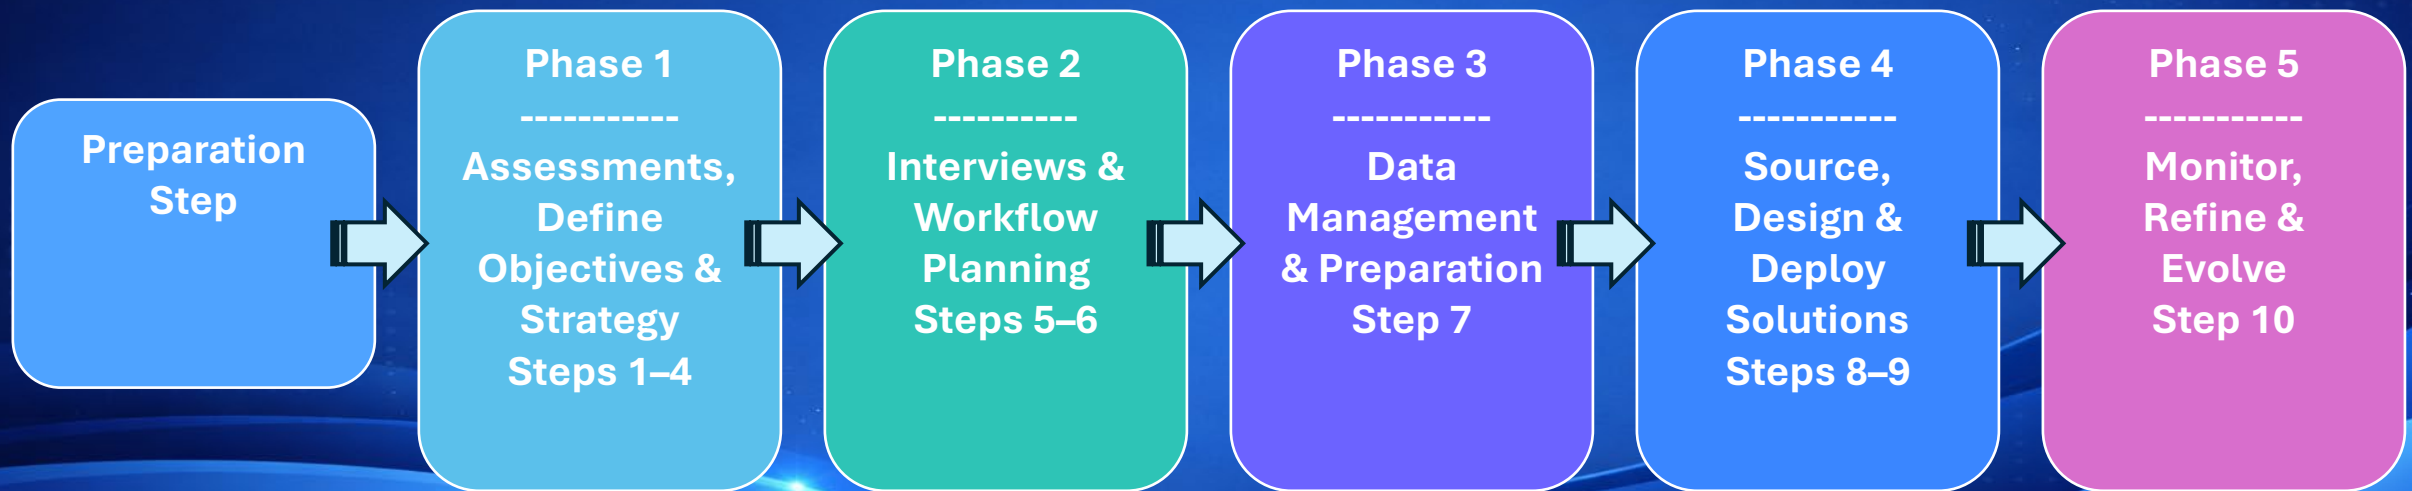 Preparation
Step
Phase 1
-----------
Assessments,
Define
Objectives &
Strategy
Steps 1–4
Phase 2
----------
Interviews &
Workflow
Planning
Steps 5–6
Phase 3
-----------
Data
Management
& Preparation
Step 7
Phase 4
-----------
Source,
Design &
Deploy
Solutions
Steps 8–9
Phase 5
-----------
Monitor,
Refine &
Evolve
Step 10